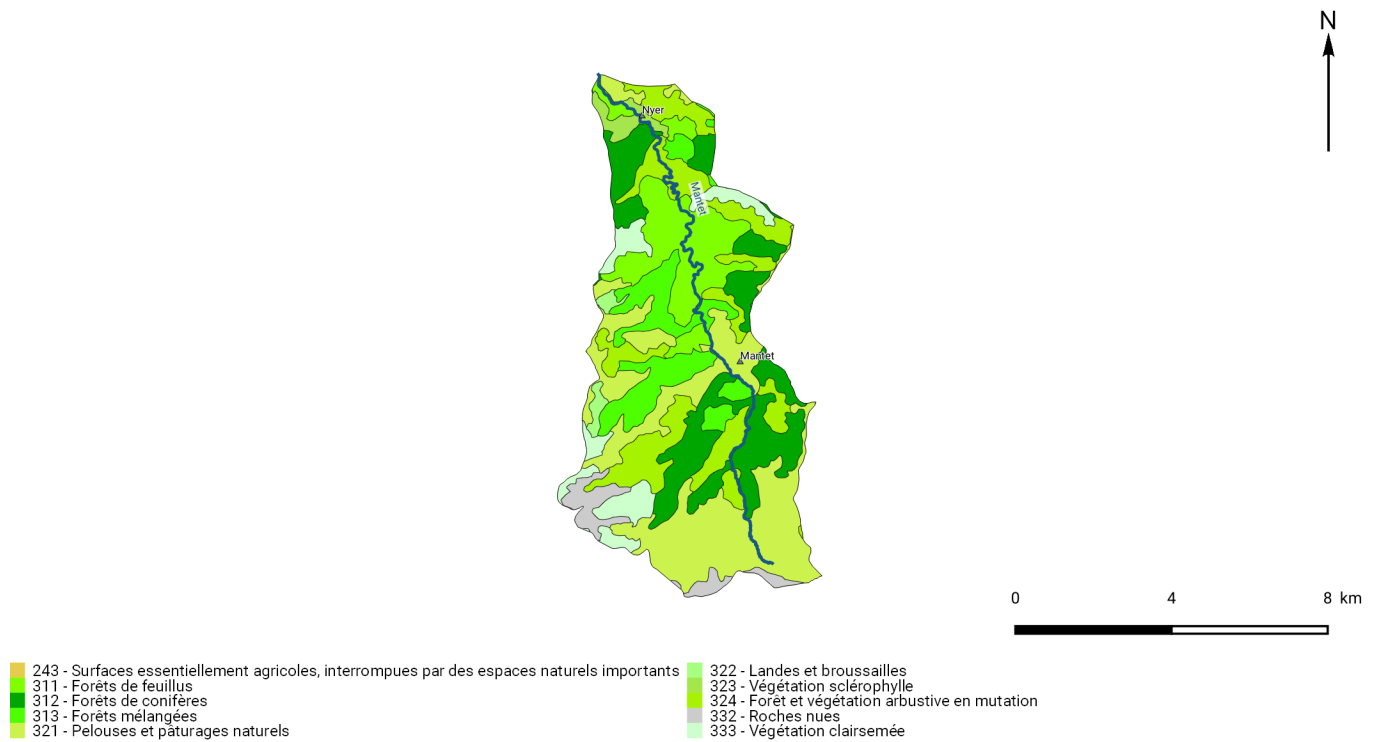 N
Nyer
Mantet
Mantet
0 4 8 km
243 - Surfaces essentiellement agricoles, interrompues par des espaces naturels importants
311 - Forêts de feuillus
312 - Forêts de conifères
313 - Forêts mélangées
321 - Pelouses et pâturages naturels
322 - Landes et broussailles
323 - Végétation sclérophylle
324 - Forêt et végétation arbustive en mutation
332 - Roches nues
333 - Végétation clairsemée